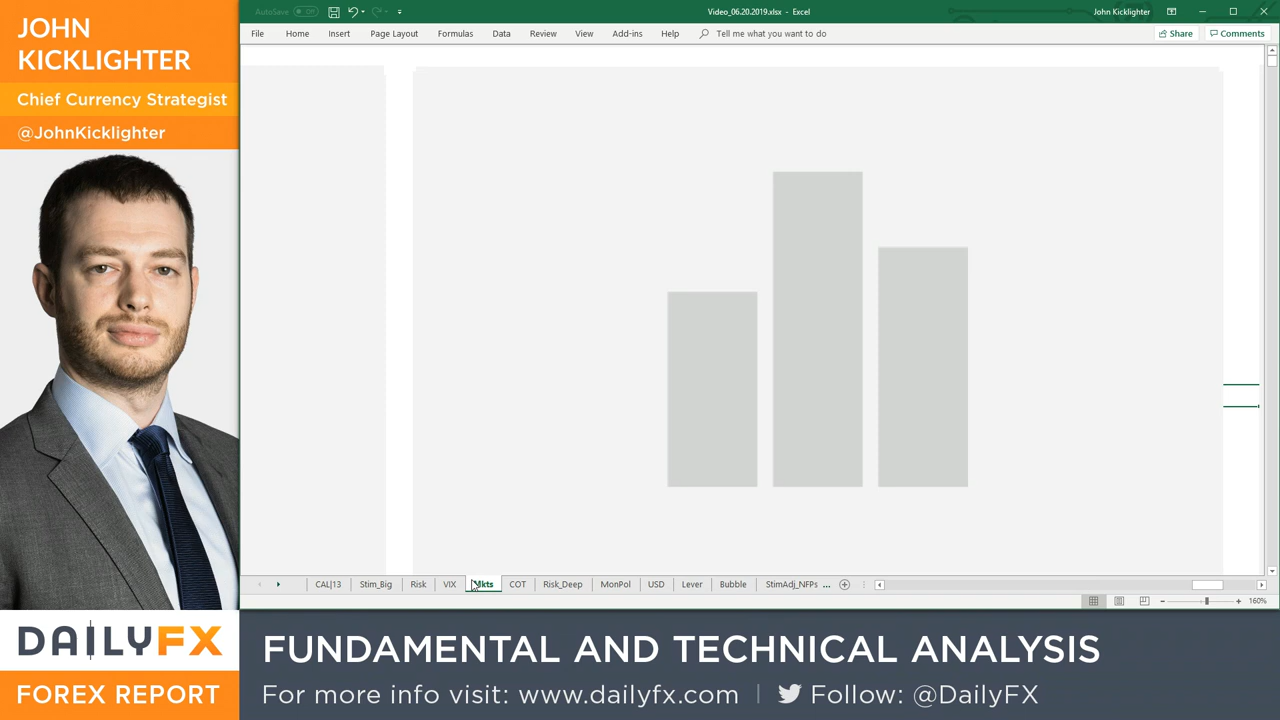 JOHN
KICKLIGHTER
Chief Currency Strategist
@JohnKicklighter
AutoSave Off
Video_06.20.2019.xlsx - Excel
John Kicklighter
File Home Insert Page Layout Formulas Data Review View Add-ins Help Tell me what you want to do
Share Comments
CAL|13 Stim_Big Risk VIX Mkts COT Risk_Deep MonPol USD Lever Bubble StimAdj_NFPs ...
160%
DAILYFX
FOREX REPORT
FUNDAMENTAL AND TECHNICAL ANALYSIS
For more info visit: www.dailyfx.com | Follow: @DailyFX